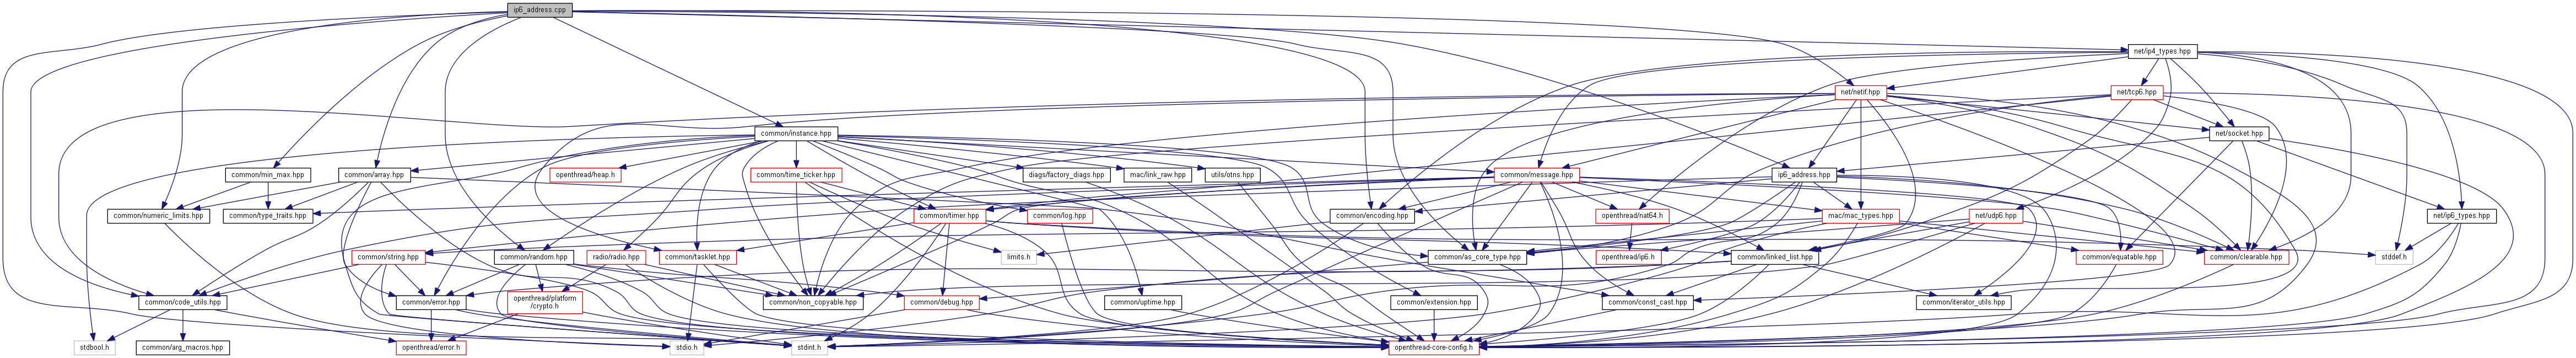 ip6_address.cpp
net/ip4_types.hpp
net/netif.hpp
net/tcp6.hpp
common/instance.hpp
net/socket.hpp
common/min_max.hpp
common/array.hpp
openthread/heap.h
common/time_ticker.hpp
diags/factory_diags.hpp
mac/link_raw.hpp
utils/otns.hpp
common/message.hpp
ip6_address.hpp
common/numeric_limits.hpp
common/type_traits.hpp
common/timer.hpp
common/log.hpp
common/encoding.hpp
openthread/nat64.h
mac/mac_types.hpp
net/udp6.hpp
net/ip6_types.hpp
common/string.hpp
common/random.hpp
radio/radio.hpp
common/tasklet.hpp
limits.h
common/as_core_type.hpp
openthread/ip6.h
common/linked_list.hpp
common/equatable.hpp
common/clearable.hpp
stddef.h
common/code_utils.hpp
common/error.hpp
openthread/platform
/crypto.h
common/non_copyable.hpp
common/debug.hpp
common/uptime.hpp
common/extension.hpp
common/const_cast.hpp
common/iterator_utils.hpp
stdbool.h
common/arg_macros.hpp
openthread/error.h
stdio.h
stdint.h
openthread-core-config.h